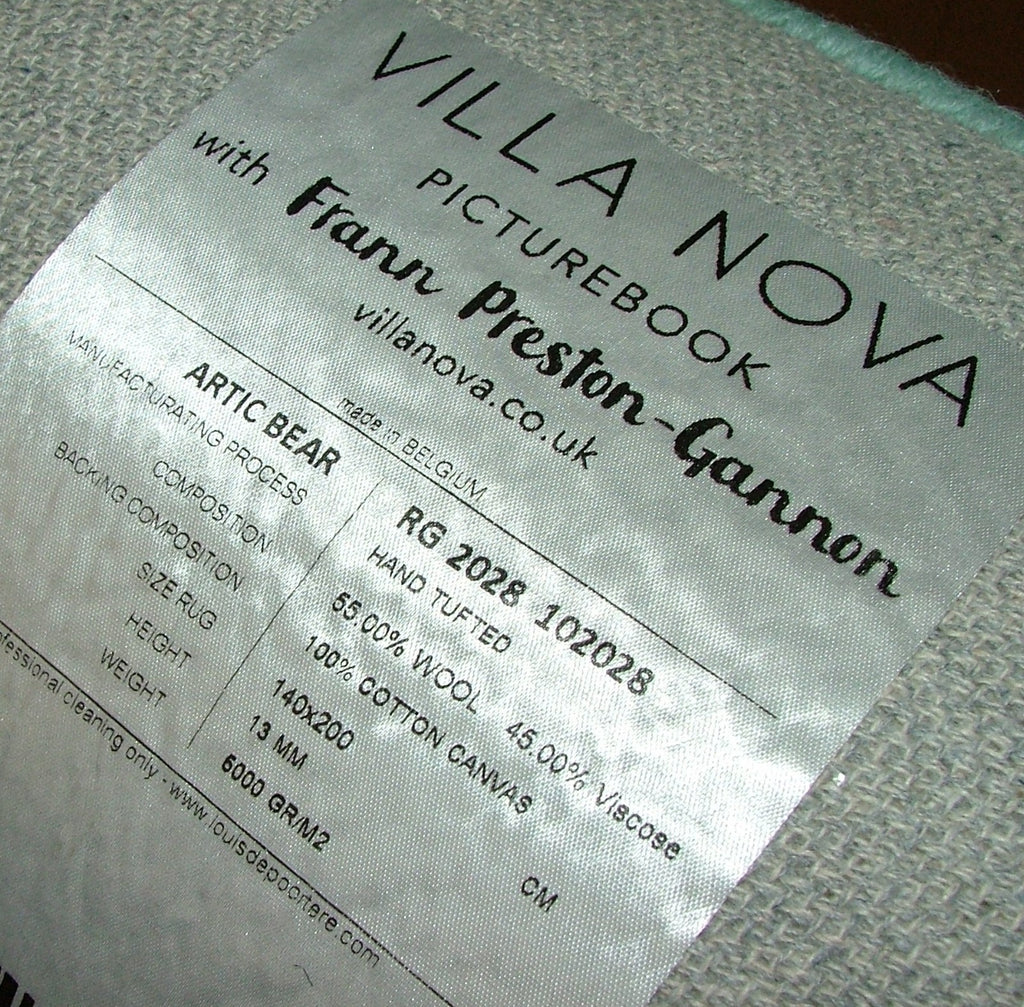 VILLA NOVA
PICTUREBOOK
with Frann Preston-Gannon
villanova.co.uk
made in BELGIUM
ARTIC BEAR RG 2028 102028
MANUFACTURATING PROCESS HAND TUFTED
COMPOSITION 55.00% WOOL 45.00% Viscose
BACKING COMPOSITION 100% COTTON CANVAS
SIZE RUG 140x200 CM
HEIGHT 13 MM
WEIGHT 6000 GR/M2
cleaning only - www.louisdepoortere.com